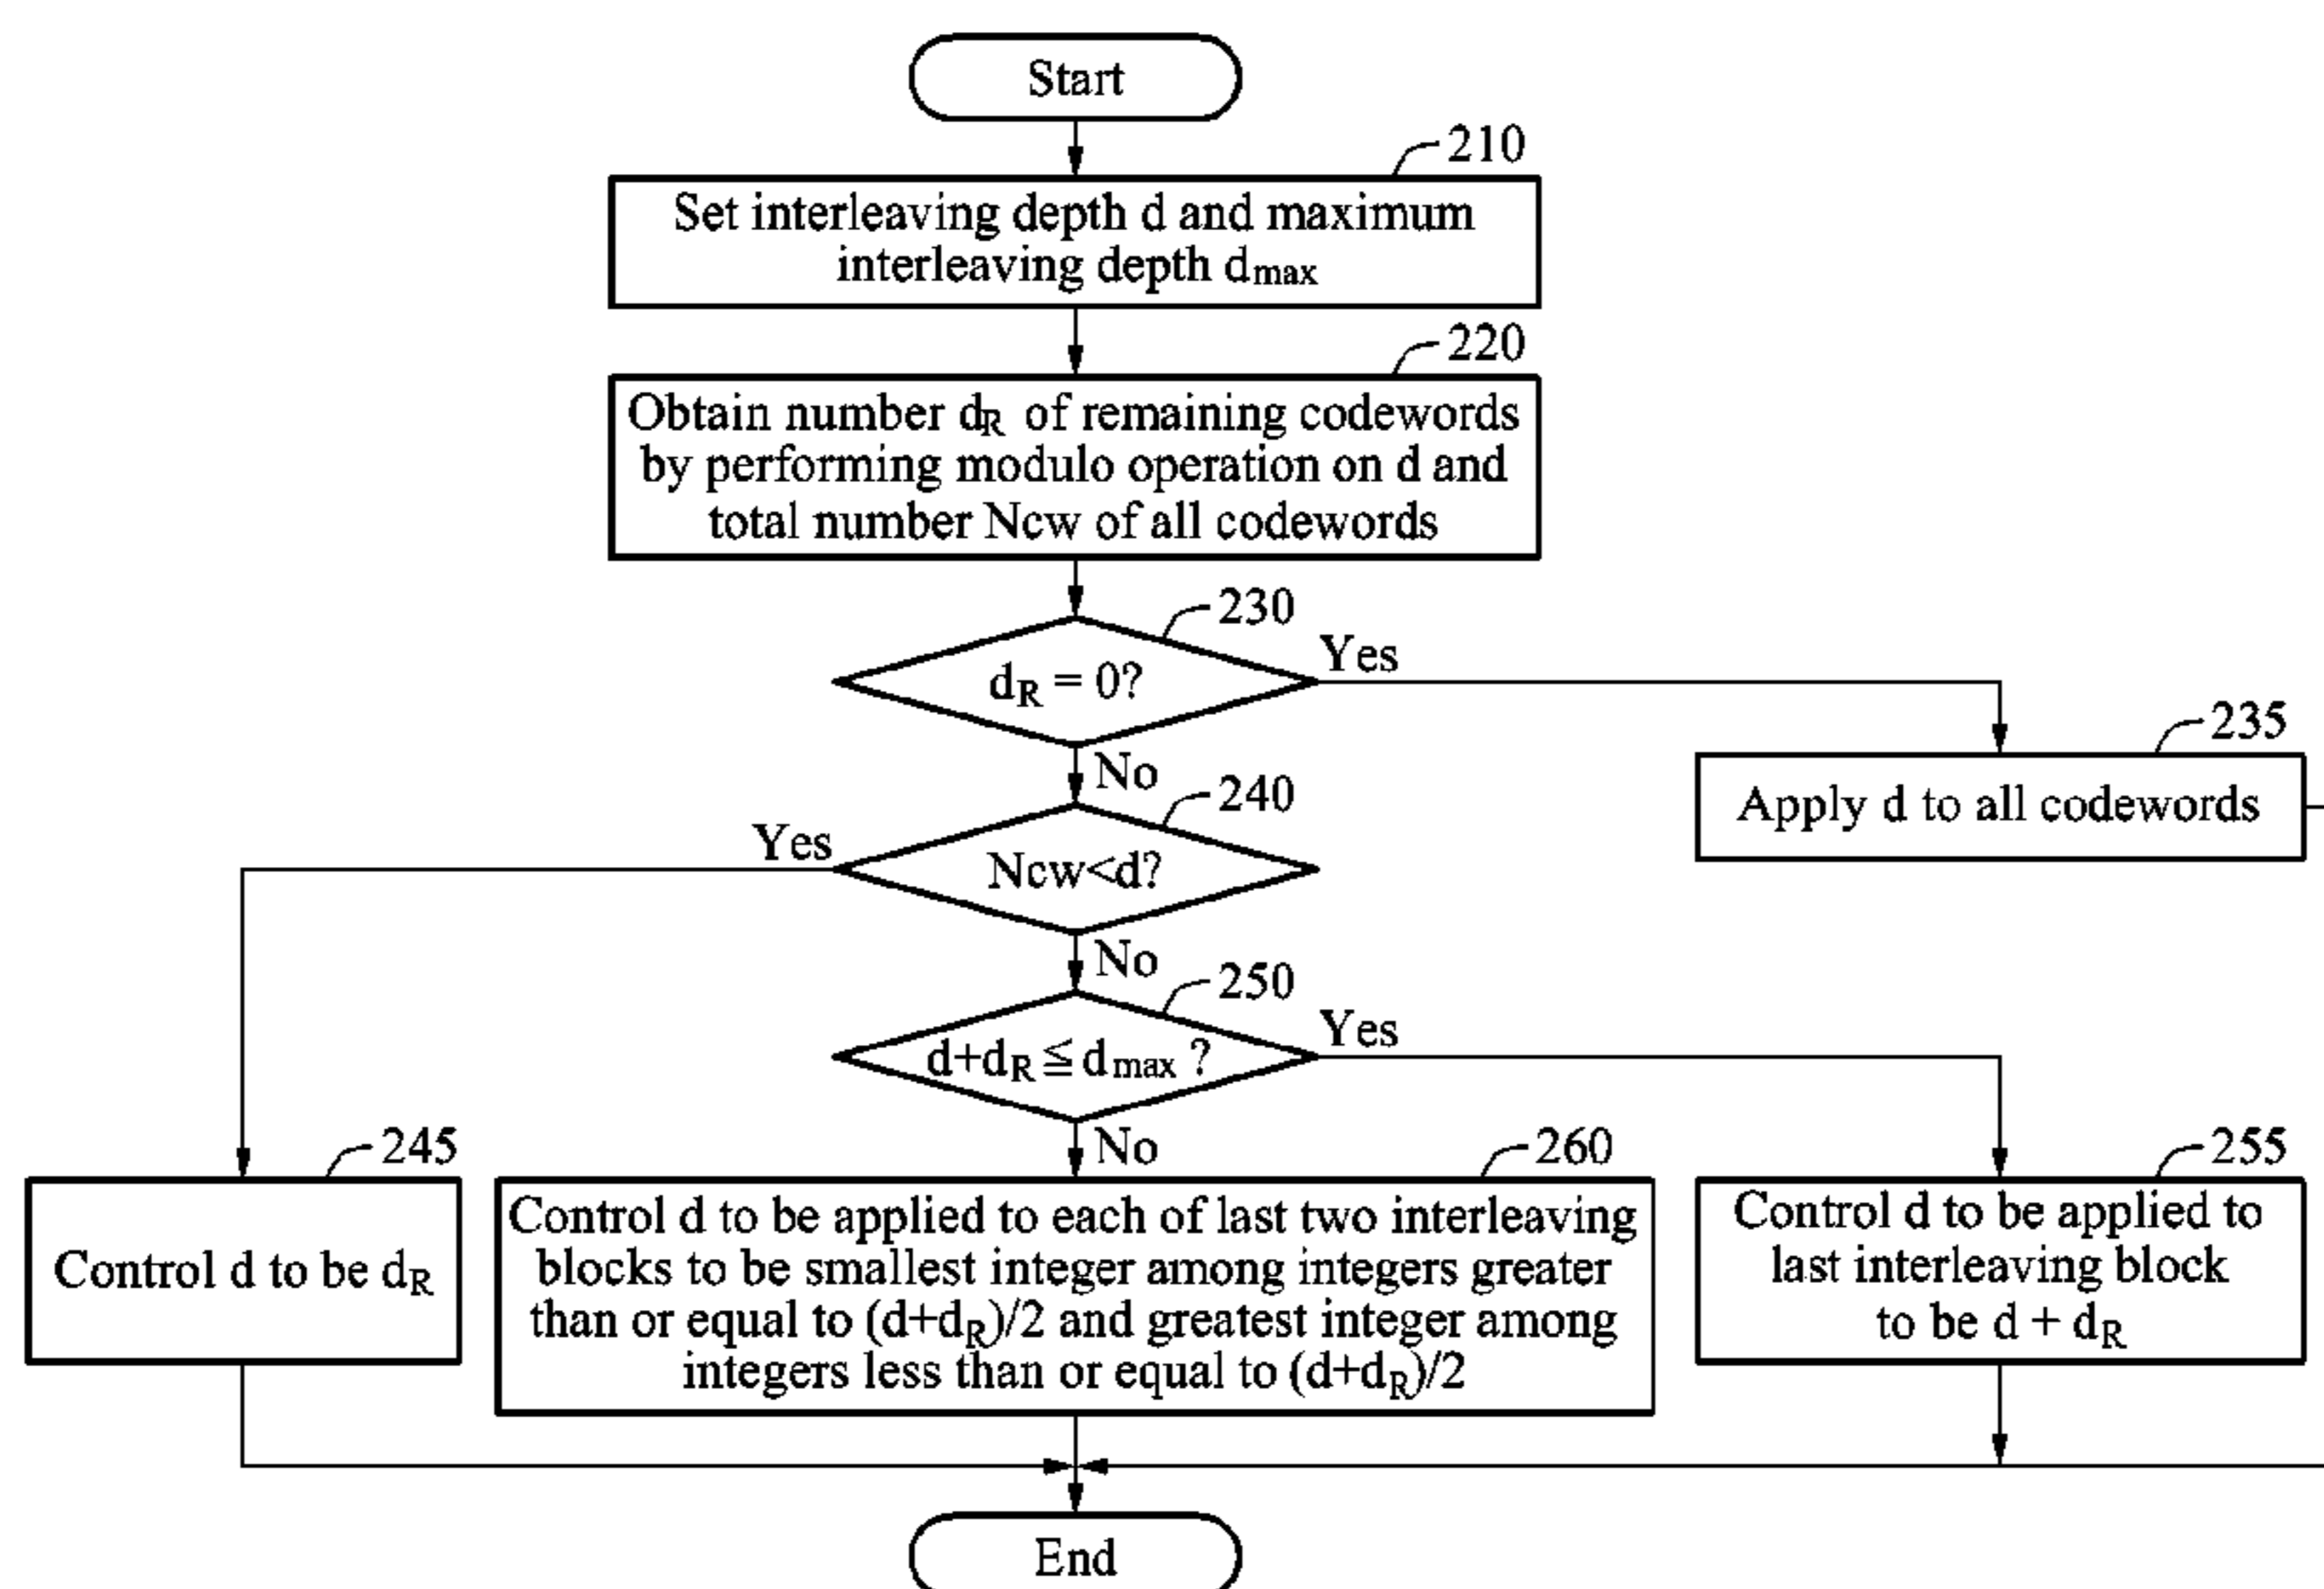 Start
210
Set interleaving depth d and maximum
interleaving depth dmax
220
Obtain number dR of remaining codewords
by performing modulo operation on d and
total number Ncw of all codewords
230
dR = 0?
Yes
No
235
Apply d to all codewords
240
Yes
Ncw<d?
No
250
d+dR ≦ dmax ?
Yes
No
245
Control d to be dR
260
Control d to be applied to each of last two interleaving
blocks to be smallest integer among integers greater
than or equal to (d+dR)/2 and greatest integer among
integers less than or equal to (d+dR)/2
255
Control d to be applied to
last interleaving block
to be d + dR
End